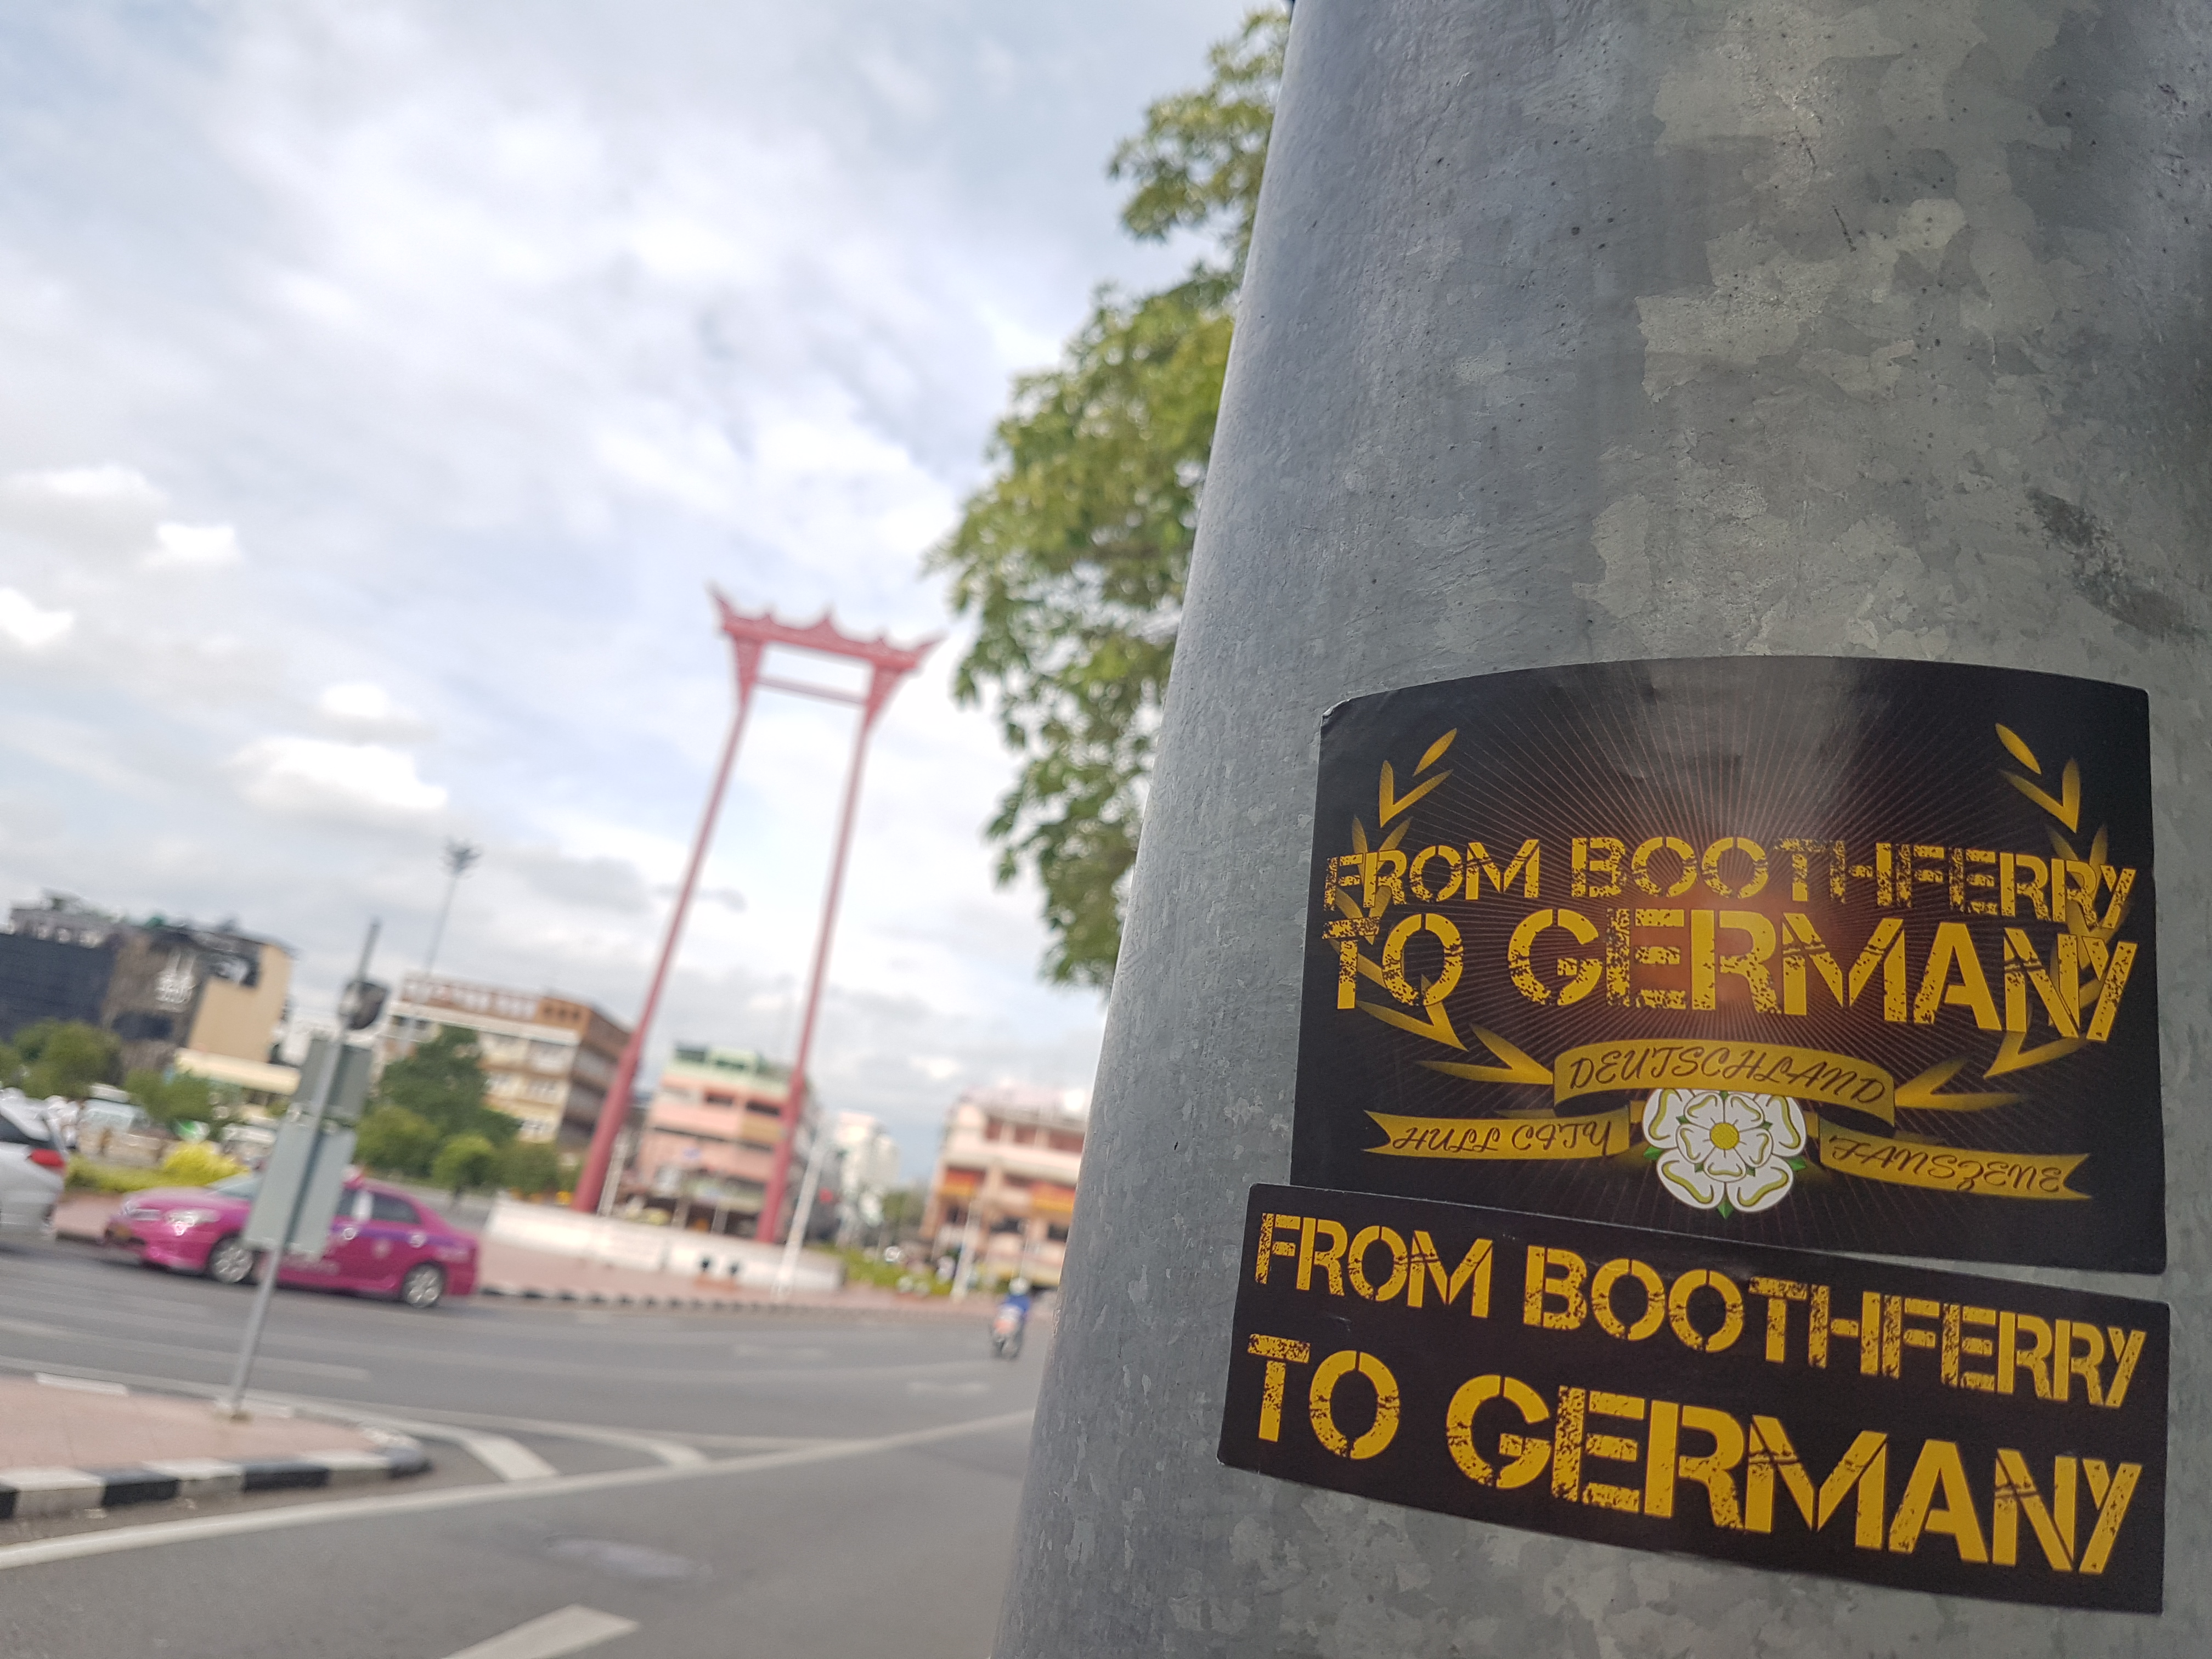 FROM BOOTHFERRY
TO GERMANY
DEUTSCHLAND
HULL CITY FANSZENE
FROM BOOTHFERRY
TO GERMANY